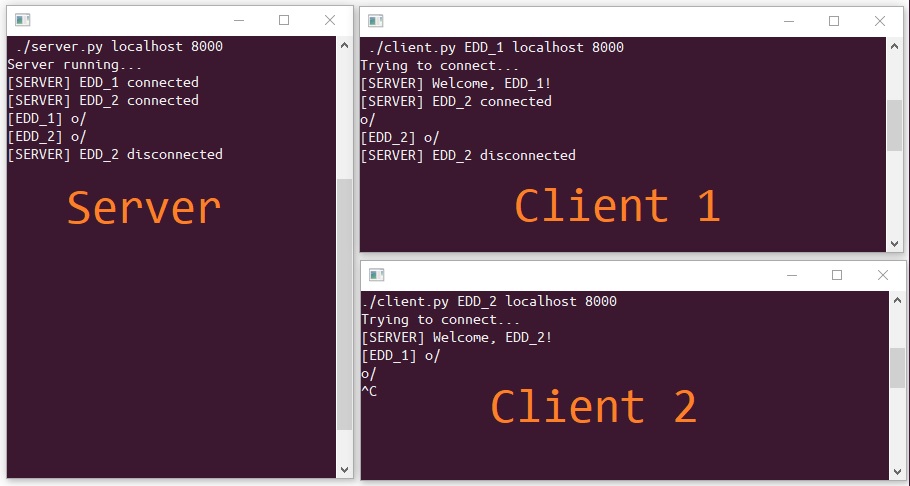 ./server.py localhost 8000
Server running...
[SERVER] EDD_1 connected
[SERVER] EDD_2 connected
[EDD_1] o/
[EDD_2] o/
[SERVER] EDD_2 disconnected
Server
./client.py EDD_1 localhost 8000
Trying to connect...
[SERVER] Welcome, EDD_1!
[SERVER] EDD_2 connected
o/
[EDD_2] o/
[SERVER] EDD_2 disconnected
Client 1
./client.py EDD_2 localhost 8000
Trying to connect...
[SERVER] Welcome, EDD_2!
[EDD_1] o/
o/
^C
Client 2